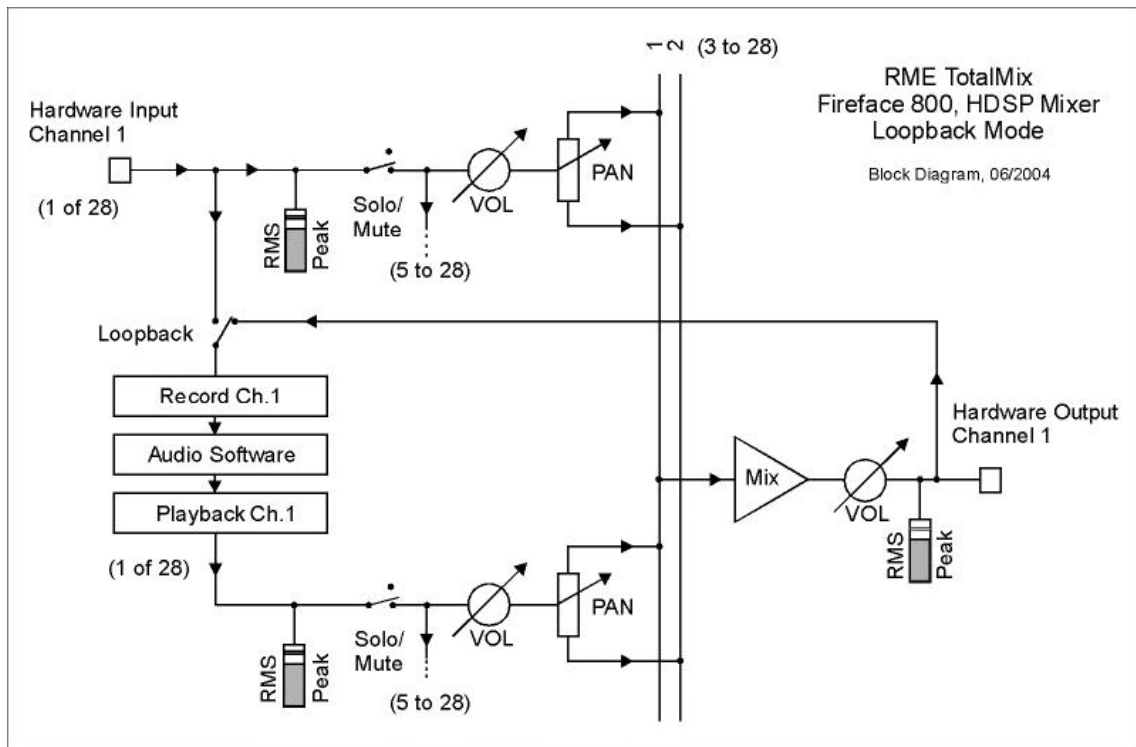 1
2
(3 to 28)
RME TotalMix
Fireface 800, HDSP Mixer
Loopback Mode
Block Diagram, 06/2004
Hardware Input
Channel 1
(1 of 28)
RMS
Peak
Solo/
Mute
(5 to 28)
VOL
PAN
Loopback
Record Ch.1
Audio Software
Playback Ch.1
(1 of 28)
Mix
VOL
Hardware Output
Channel 1
RMS
Peak
RMS
Peak
Solo/
Mute
(5 to 28)
VOL
PAN